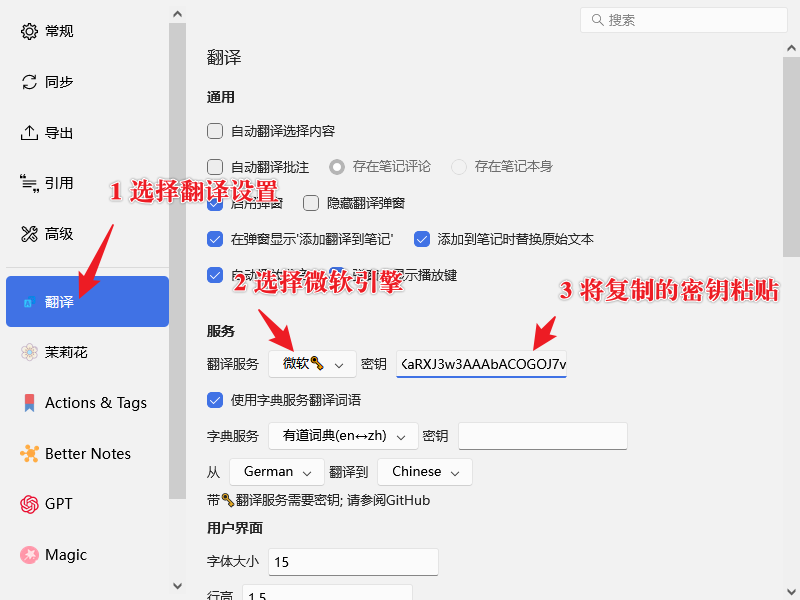 常规
同步
导出
引用
高级
翻译
茉莉花
Actions & Tags
Better Notes
GPT
Magic
搜索
翻译
通用
自动翻译选择内容
自动翻译批注 存在笔记评论 存在笔记本身
1 选择翻译设置
启用弹窗 隐藏翻译弹窗
在弹窗显示'添加翻译到笔记' 添加到笔记时替换原始文本
自动 显示播放键
2 选择微软引擎
3 将复制的密钥粘贴
服务
翻译服务 微软 密钥 KaRXJ3w3AAAbACOGOJ7v
使用字典服务翻译词语
字典服务 有道词典(en↔zh) 密钥
从 German 翻译到 Chinese
带🔑翻译服务需要密钥; 请参阅GitHub
用户界面
字体大小 15
行高 1.5